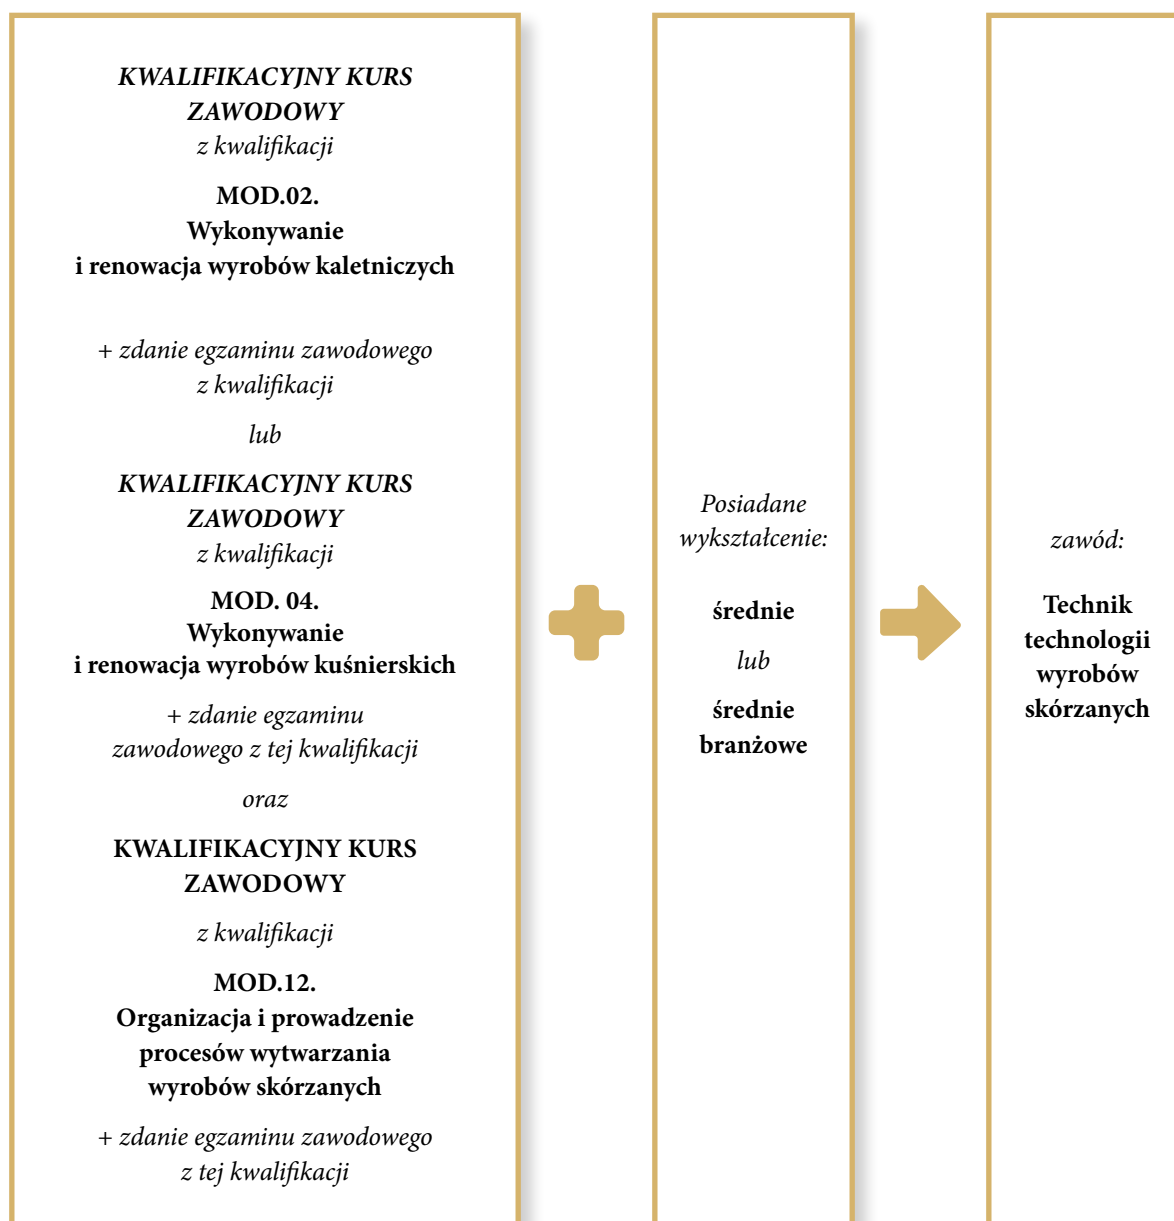 KWALIFIKACYJNY KURS
ZAWODOWY
z kwalifikacji
MOD.02.
Wykonywanie
i renowacja wyrobów kaletniczych
+ zdanie egzaminu zawodowego
z kwalifikacji
lub
KWALIFIKACYJNY KURS
ZAWODOWY
z kwalifikacji
MOD. 04.
Wykonywanie
i renowacja wyrobów kuśnierskich
+ zdanie egzaminu
zawodowego z tej kwalifikacji
oraz
KWALIFIKACYJNY KURS
ZAWODOWY
z kwalifikacji
MOD.12.
Organizacja i prowadzenie
procesów wytwarzania
wyrobów skórzanych
+ zdanie egzaminu zawodowego
z tej kwalifikacji
Posiadane
wykształcenie:
średnie
lub
średnie
branżowe
zawód:
Technik
technologii
wyrobów
skórzanych